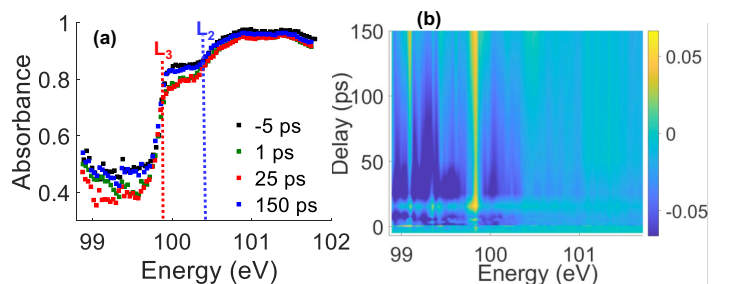 (a)
L3
L2
1
0.8
0.6
0.4
Absorbance
-5 ps
1 ps
25 ps
150 ps
99 100 101 102
Energy (eV)
(b)
150
100
50
0
Delay (ps)
99 100 101
Energy (eV)
0.05
0
-0.05